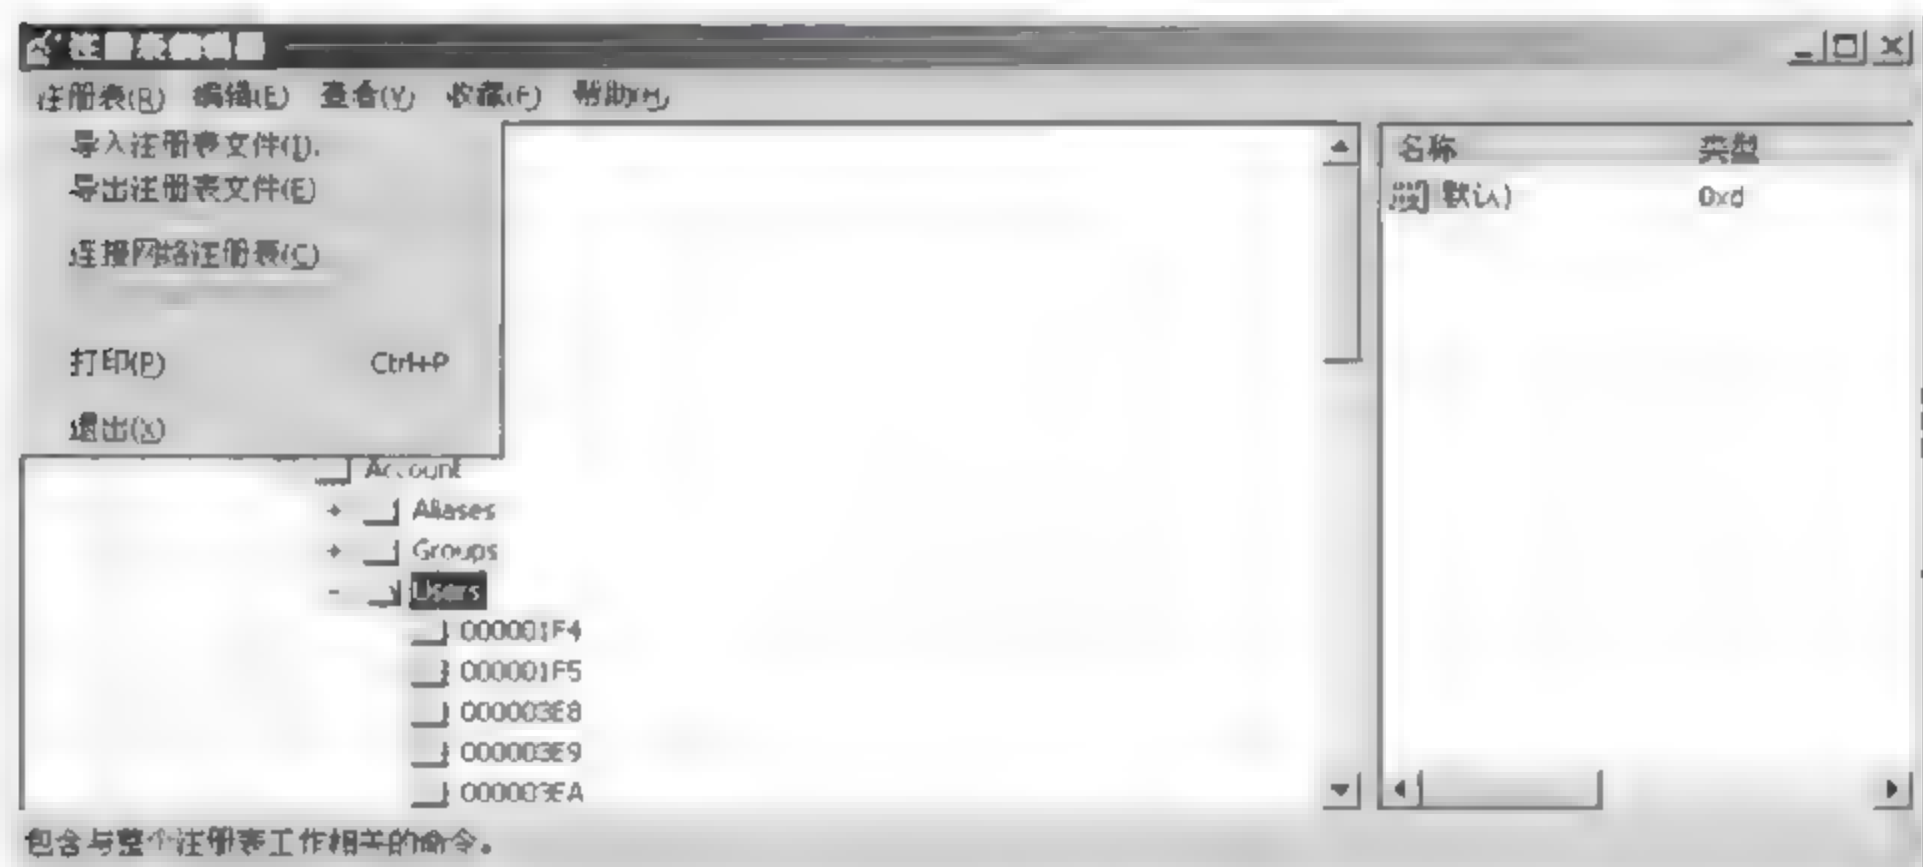 注册表编辑器
注册表(R) 编辑(E) 查看(V) 收藏(F) 帮助(H)
导入注册表文件(I).
导出注册表文件(E)
连接网络注册表(C)
打印(P) Ctrl+P
退出(X)
Account
Aliases
Groups
Users
000001F4
000001F5
000003E8
000003E9
000003EA
名称 类型
默认) 0xd
包含与整个注册表工作相关的命令。